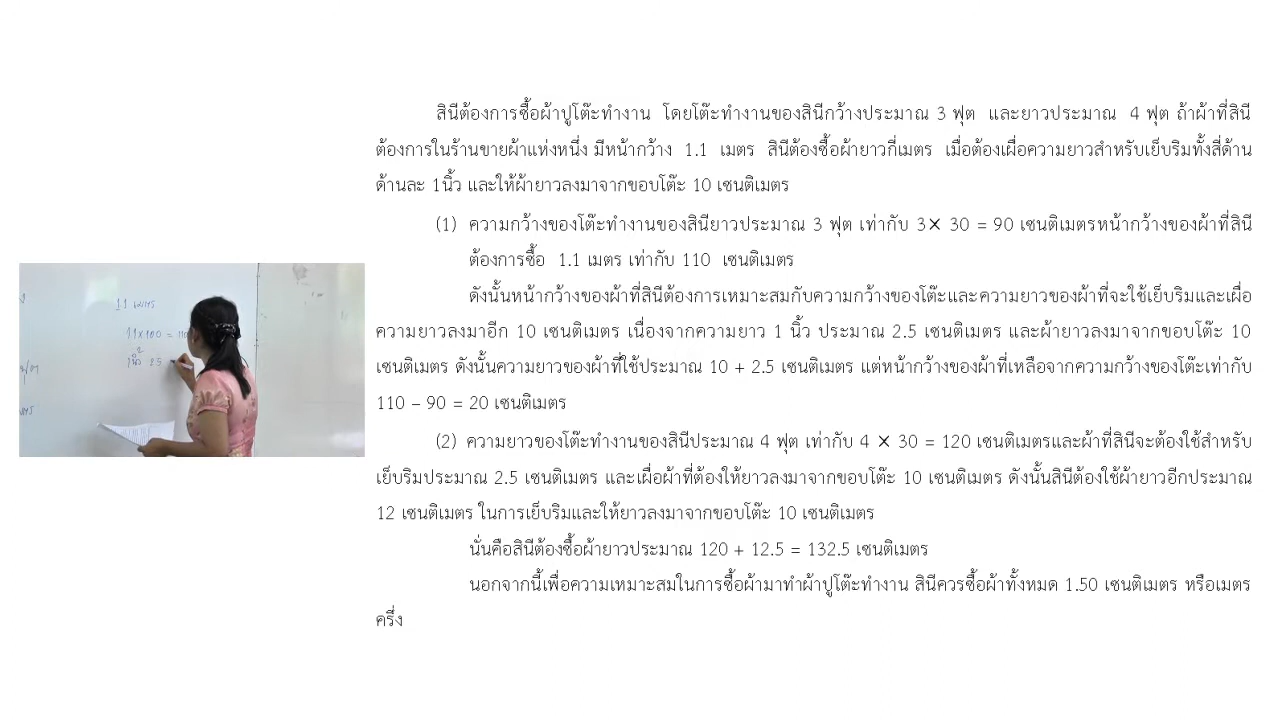 สินีต้องการซื้อผ้าปูโต๊ะทำงาน โดยโต๊ะทำงานของสินีกว้างประมาณ 3 ฟุต และยาวประมาณ 4 ฟุต ถ้าผ้าที่สินี
ต้องการในร้านขายผ้าแห่งหนึ่ง มีหน้ากว้าง 1.1 เมตร สินีต้องซื้อผ้ายาวกี่เมตร เมื่อต้องเผื่อความยาวสำหรับเย็บริมทั้งสี่ด้าน
ด้านละ 1นิ้ว และให้ผ้ายาวลงมาจากขอบโต๊ะ 10 เซนติเมตร
(1) ความกว้างของโต๊ะทำงานของสินียาวประมาณ 3 ฟุต เท่ากับ 3× 30 = 90 เซนติเมตรหน้ากว้างของผ้าที่สินี
ต้องการซื้อ 1.1 เมตร เท่ากับ 110 เซนติเมตร
ดังนั้นหน้ากว้างของผ้าที่สินีต้องการเหมาะสมกับความกว้างของโต๊ะและความยาวของผ้าที่จะใช้เย็บริมและเผื่อ
ความยาวลงมาอีก 10 เซนติเมตร เนื่องจากความยาว 1 นิ้ว ประมาณ 2.5 เซนติเมตร และผ้ายาวลงมาจากขอบโต๊ะ 10
เซนติเมตร ดังนั้นความยาวของผ้าที่ใช้ประมาณ 10 + 2.5 เซนติเมตร แต่หน้ากว้างของผ้าที่เหลือจากความกว้างของโต๊ะเท่ากับ
110 – 90 = 20 เซนติเมตร
(2) ความยาวของโต๊ะทำงานของสินีประมาณ 4 ฟุต เท่ากับ 4 × 30 = 120 เซนติเมตรและผ้าที่สินีจะต้องใช้สำหรับ
เย็บริมประมาณ 2.5 เซนติเมตร และเผื่อผ้าที่ต้องให้ยาวลงมาจากขอบโต๊ะ 10 เซนติเมตร ดังนั้นสินีต้องใช้ผ้ายาวอีกประมาณ
12 เซนติเมตร ในการเย็บริมและให้ยาวลงมาจากขอบโต๊ะ 10 เซนติเมตร
นั่นคือสินีต้องซื้อผ้ายาวประมาณ 120 + 12.5 = 132.5 เซนติเมตร
นอกจากนี้เพื่อความเหมาะสมในการซื้อผ้ามาทำผ้าปูโต๊ะทำงาน สินีควรซื้อผ้าทั้งหมด 1.50 เซนติเมตร หรือเมตร
ครึ่ง
1.1 เมตร
1.1×100 = 110
1นิ้ว 2.5